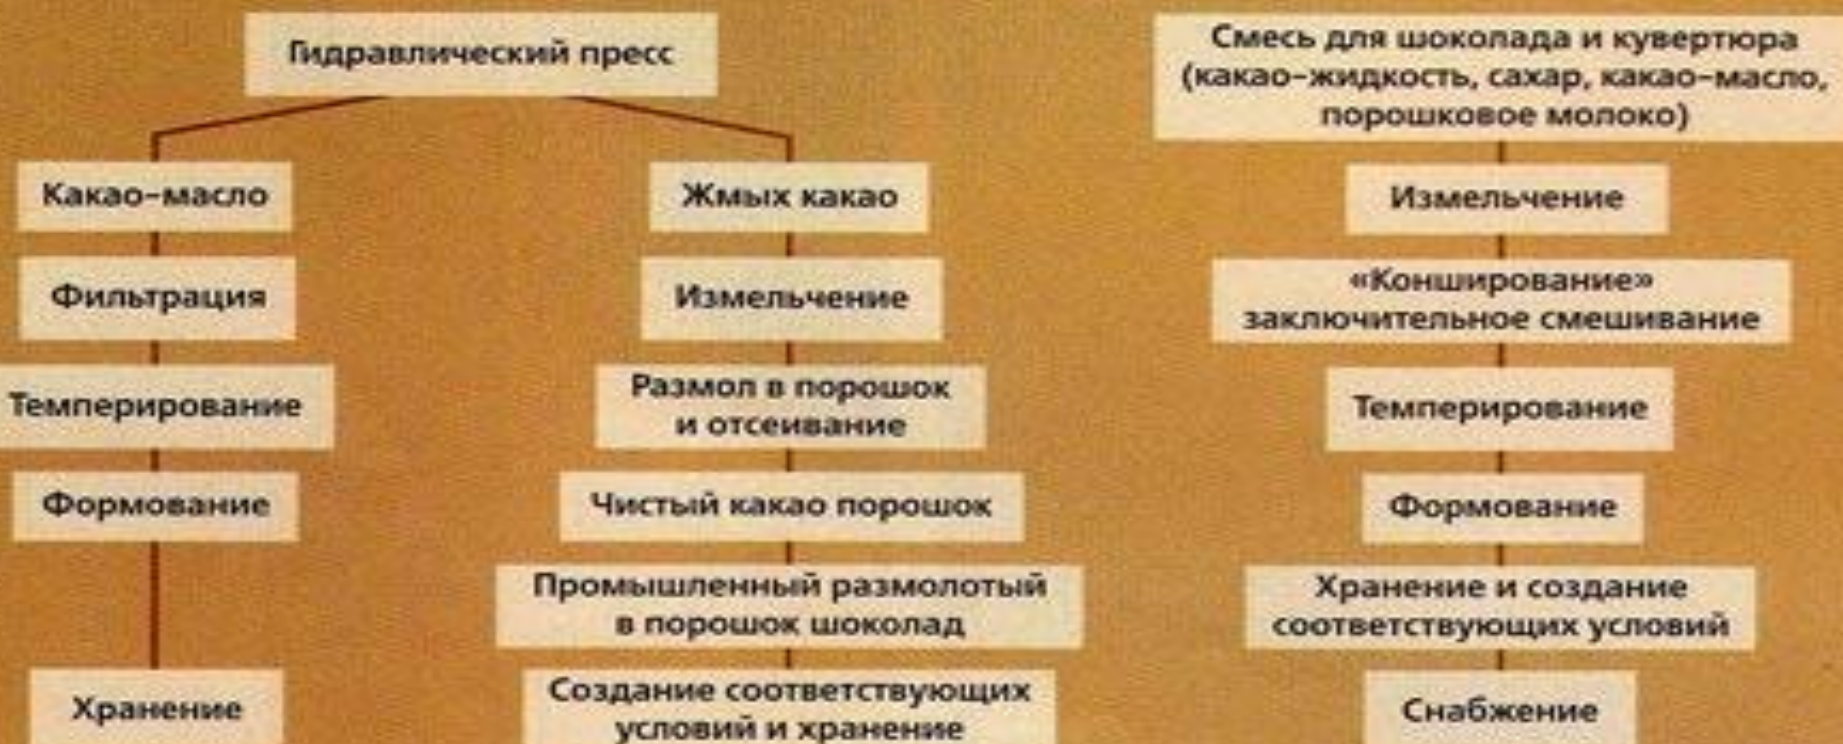 Гидравлический пресс
Какао-масло
Фильтрация
Темперирование
Формование
Хранение
Жмых какао
Измельчение
Размол в порошок
и отсеивание
Чистый какао порошок
Промышленный размолотый
в порошок шоколад
Создание соответствующих
условий и хранение
Смесь для шоколада и кувертюра
(какао-жидкость, сахар, какао-масло,
порошковое молоко)
Измельчение
«Конширование»
заключительное смешивание
Темперирование
Формование
Хранение и создание
соответствующих условий
Снабжение